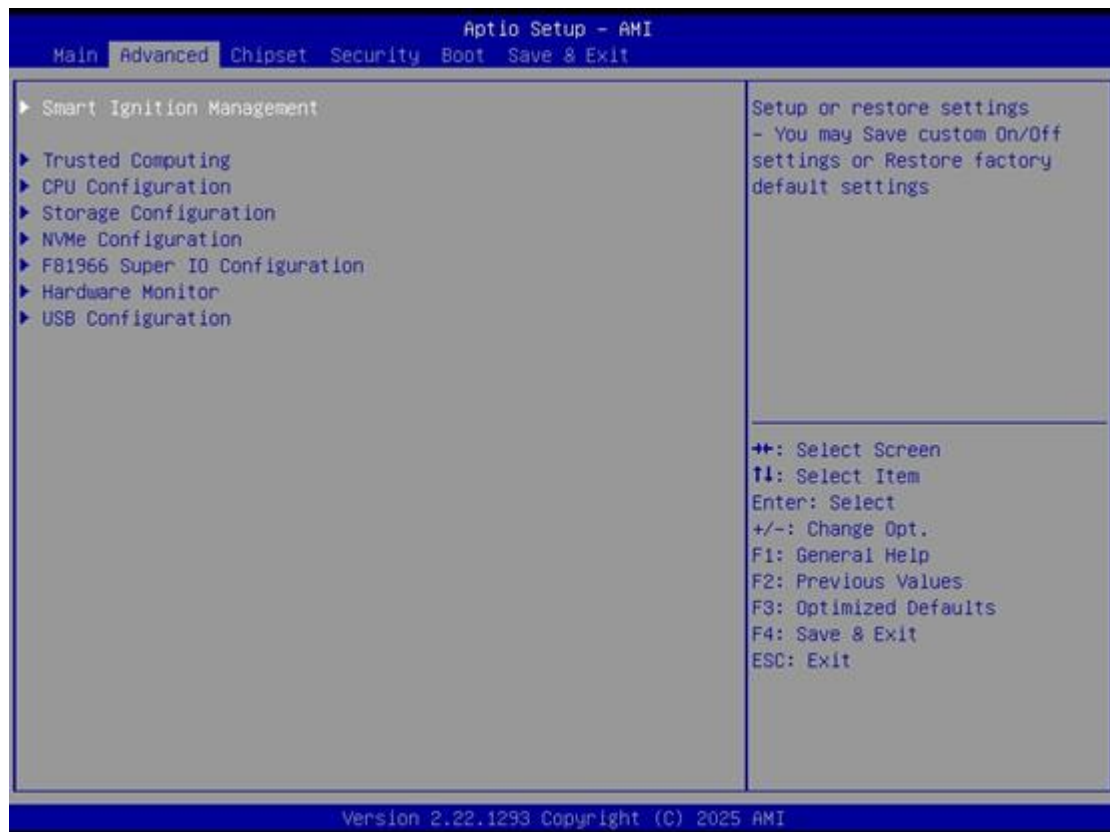 Aptio Setup - AMI
Main Advanced Chipset Security Boot Save & Exit
▶ Smart Ignition Management
▶ Trusted Computing
▶ CPU Configuration
▶ Storage Configuration
▶ NVMe Configuration
▶ F81966 Super IO Configuration
▶ Hardware Monitor
▶ USB Configuration
Setup or restore settings
- You may Save custom On/Off
settings or Restore factory
default settings
→←: Select Screen
↑↓: Select Item
Enter: Select
+/-: Change Opt.
F1: General Help
F2: Previous Values
F3: Optimized Defaults
F4: Save & Exit
ESC: Exit
Version 2.22.1293 Copyright (C) 2025 AMI